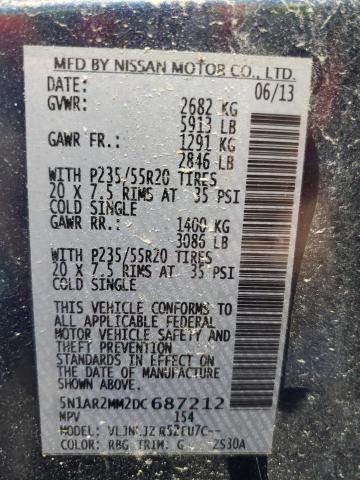 MFD BY NISSAN MOTOR CO., LTD.
DATE: 06/13
GVWR: 2682 KG
5913 LB
GAWR FR.: 1291 KG
2846 LB
WITH P235/55R20 TIRES
20 X 7.5 RIMS AT 35 PSI
COLD SINGLE
GAWR RR.: 1400 KG
3086 LB
WITH P235/55R20 TIRES
20 X 7.5 RIMS AT 35 PSI
COLD SINGLE
THIS VEHICLE CONFORMS TO
ALL APPLICABLE FEDERAL
MOTOR VEHICLE SAFETY
AND THEFT PREVENTION
STANDARDS IN EFFECT ON
THE DATE OF MANUFACTURE
SHOWN ABOVE.
5N1AR2MM2DC687212
MPV 154
MODEL:
COLOR: RBG TRIM: G ZS30A